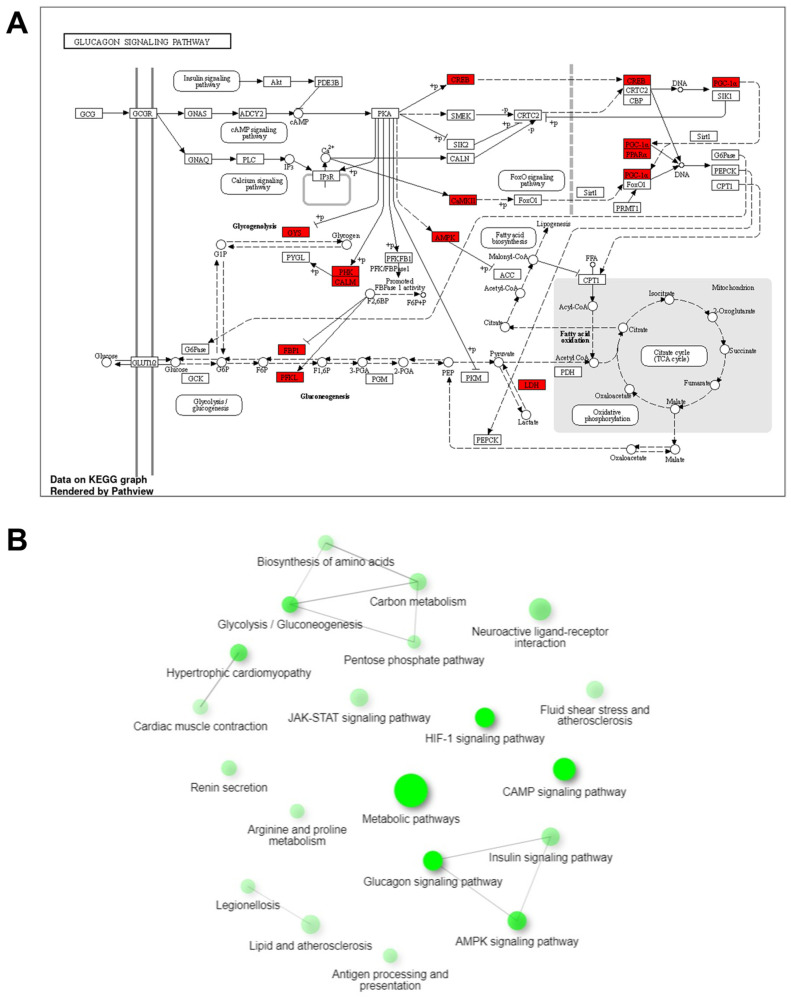 A
GLUCAGON SIGNALING PATHWAY
Insulin signaling
pathway
Akt
PDE3B
CREB
+p
CREB
CRTC2
CBP
DNA
PGC-1α
SIK1
GCG
GCGR
GNAS
ADCY2
cAMP
PKA
SMEK
-p
CRTC2
+p
cAMP signaling
pathway
+p
SIK2
-p
CALN
GNAQ
PLC
IP3
Ca2+
IP3R
+p
Calcium signaling
pathway
FoxO signaling
pathway
PGC-1α
PPARA
Sirt1
G6Pase
PEPCK
CPT1
DNA
PGC-1α
FoxO1
Sirt1
PRMT1
CaMKII
+p
FoxO1
+p
Glycogenolysis
GYS
+p
Glycogen
G1P
PYGL
+p
PHK
CALM
+p
PFKFB1
PFK/FBPase1
Promoted
FBPase 1 activity
F2,6BP
F6P+P
AMPK
+p
+p
ACC
Fatty acid
biosynthesis
Lipogenesis
Malonyl-CoA
Acetyl-CoA
Citrate
FFA
CPT1
Acyl-CoA
Fatty acid
oxidation
Mitochondrion
Isocitrate
2-Oxoglutarate
Citrate
Succinate
Citrate cycle
(TCA cycle)
Fumarate
Malate
Oxaloacetate
Oxidative
phosphorylation
Glucose
GLUT1/2
Glucose
G6Pase
GCK
G6P
F6P
FBP1
PFKL
F1,6P
3-PGA
PGM
2-PGA
PEP
PKM
Pyruvate
LDH
Lactate
PDH
Acetyl CoA
Glycolysis /
glucogenesis
Gluconeogenesis
PEPCK
Oxaloacetate
Malate
Data on KEGG graph
Rendered by Pathview
B
Biosynthesis of amino acids
Carbon metabolism
Glycolysis / Gluconeogenesis
Neuroactive ligand-receptor
interaction
Pentose phosphate pathway
Hypertrophic cardiomyopathy
Cardiac muscle contraction
JAK-STAT signaling pathway
Fluid shear stress and
atherosclerosis
HIF-1 signaling pathway
Renin secretion
CAMP signaling pathway
Metabolic pathways
Arginine and proline
metabolism
Insulin signaling pathway
Glucagon signaling pathway
Legionellosis
Lipid and atherosclerosis
AMPK signaling pathway
Antigen processing and
presentation